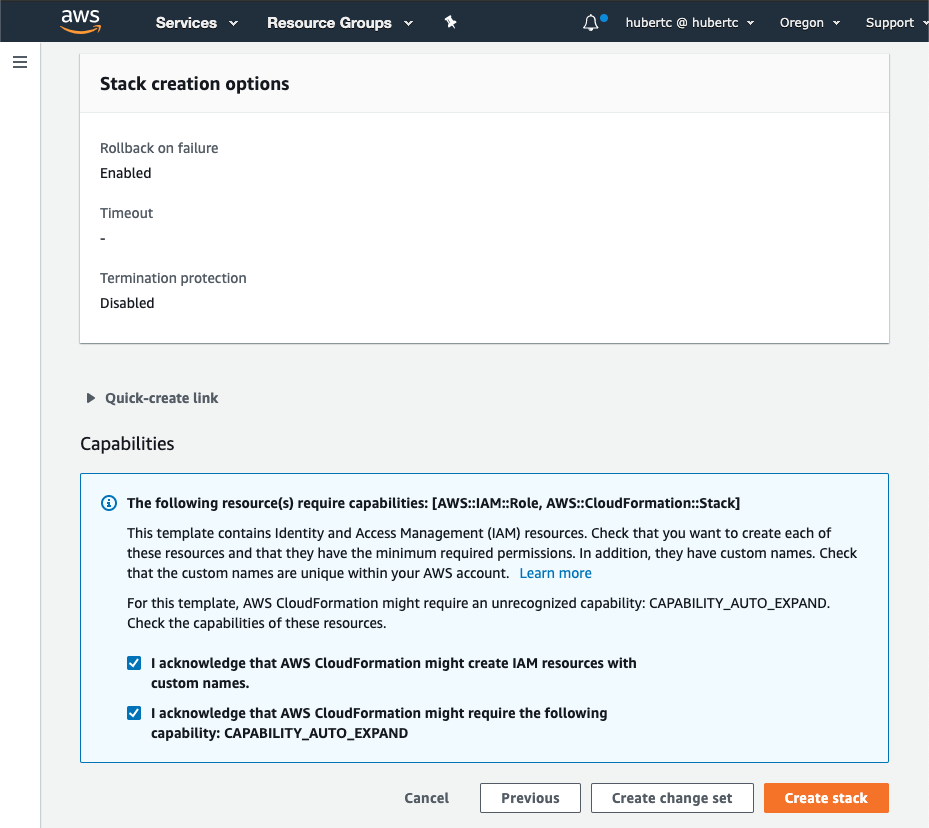 aws Services Resource Groups hubertc @ hubertc Oregon Support
Stack creation options
Rollback on failure
Enabled
Timeout
-
Termination protection
Disabled
Quick-create link
Capabilities
The following resource(s) require capabilities: [AWS::IAM::Role, AWS::CloudFormation::Stack]
This template contains Identity and Access Management (IAM) resources. Check that you want to create each of
these resources and that they have the minimum required permissions. In addition, they have custom names. Check
that the custom names are unique within your AWS account. Learn more
For this template, AWS CloudFormation might require an unrecognized capability: CAPABILITY_AUTO_EXPAND.
Check the capabilities of these resources.
I acknowledge that AWS CloudFormation might create IAM resources with
custom names.
I acknowledge that AWS CloudFormation might require the following
capability: CAPABILITY_AUTO_EXPAND
Cancel Previous Create change set Create stack